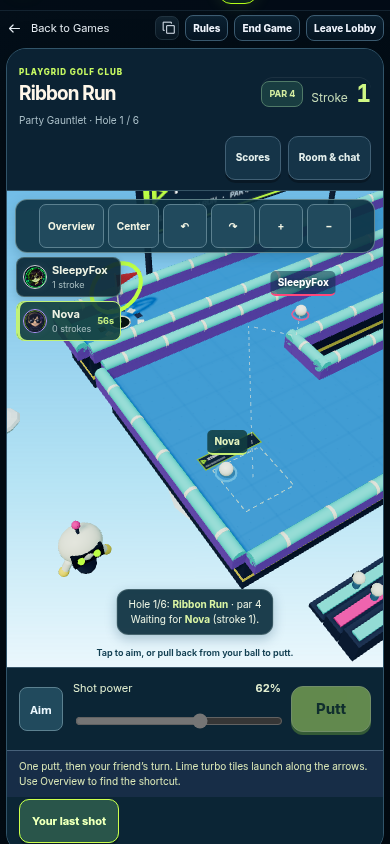 ← Back to Games
Rules
End Game
Leave Lobby
PLAYGRID GOLF CLUB
Ribbon Run
PAR 4
Stroke 1
Party Gauntlet · Hole 1 / 6
Scores
Room & chat
Overview
Center
↶
↷
+
−
SleepyFox
1 stroke
Nova
0 strokes
56s
SleepyFox
Nova
Hole 1/6: Ribbon Run · par 4
Waiting for Nova (stroke 1).
Tap to aim, or pull back from your ball to putt.
Aim
Shot power
62%
Putt
One putt, then your friend's turn. Lime turbo tiles launch along the arrows.
Use Overview to find the shortcut.
Your last shot